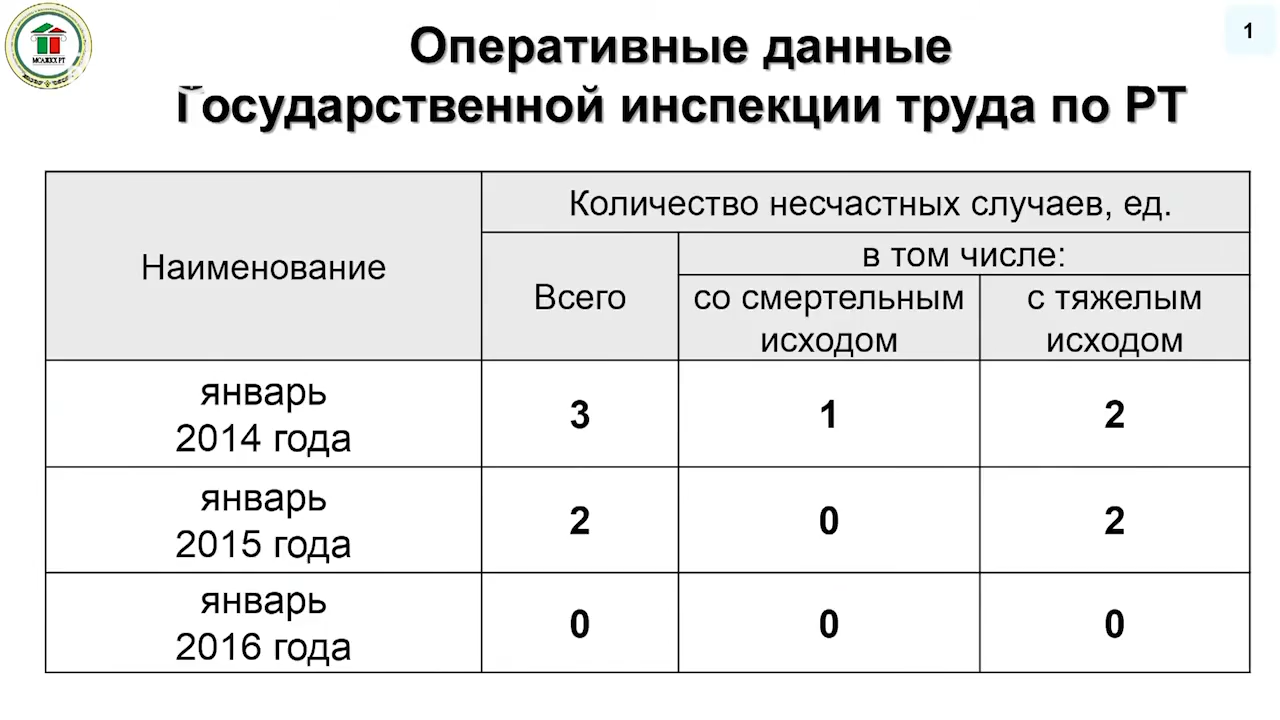 1
Оперативные данные
Государственной инспекции труда по РТ
МСАЖКХ РТ
Наименование
Количество несчастных случаев, ед.
Всего
в том числе:
со смертельным
исходом
с тяжелым
исходом
январь
2014 года
3
1
2
январь
2015 года
2
0
2
январь
2016 года
0
0
0